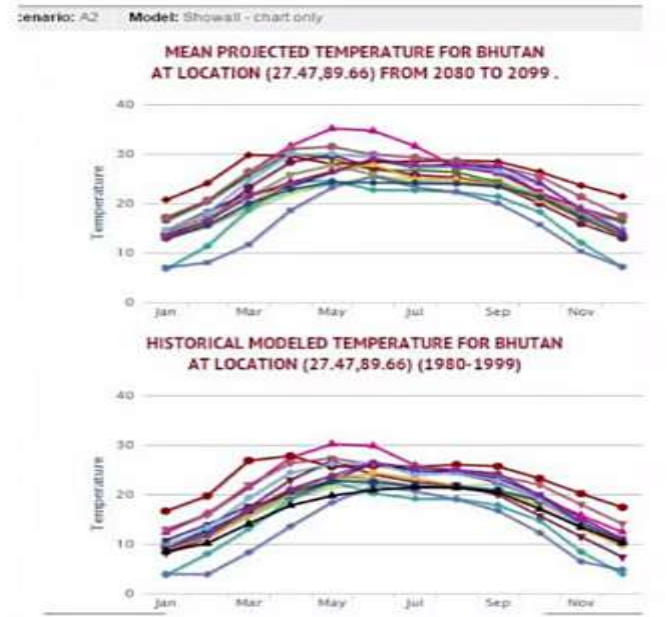 :enario: A2 Model: Showall - chart only
MEAN PROJECTED TEMPERATURE FOR BHUTAN
AT LOCATION (27.47,89.66) FROM 2080 TO 2099 .
40
30
20
10
0
Temperature
Jan Mar May Jul Sep Nov
HISTORICAL MODELED TEMPERATURE FOR BHUTAN
AT LOCATION (27.47,89.66) (1980-1999)
40
30
20
10
0
Temperature
Jan Mar May Jul Sep Nov